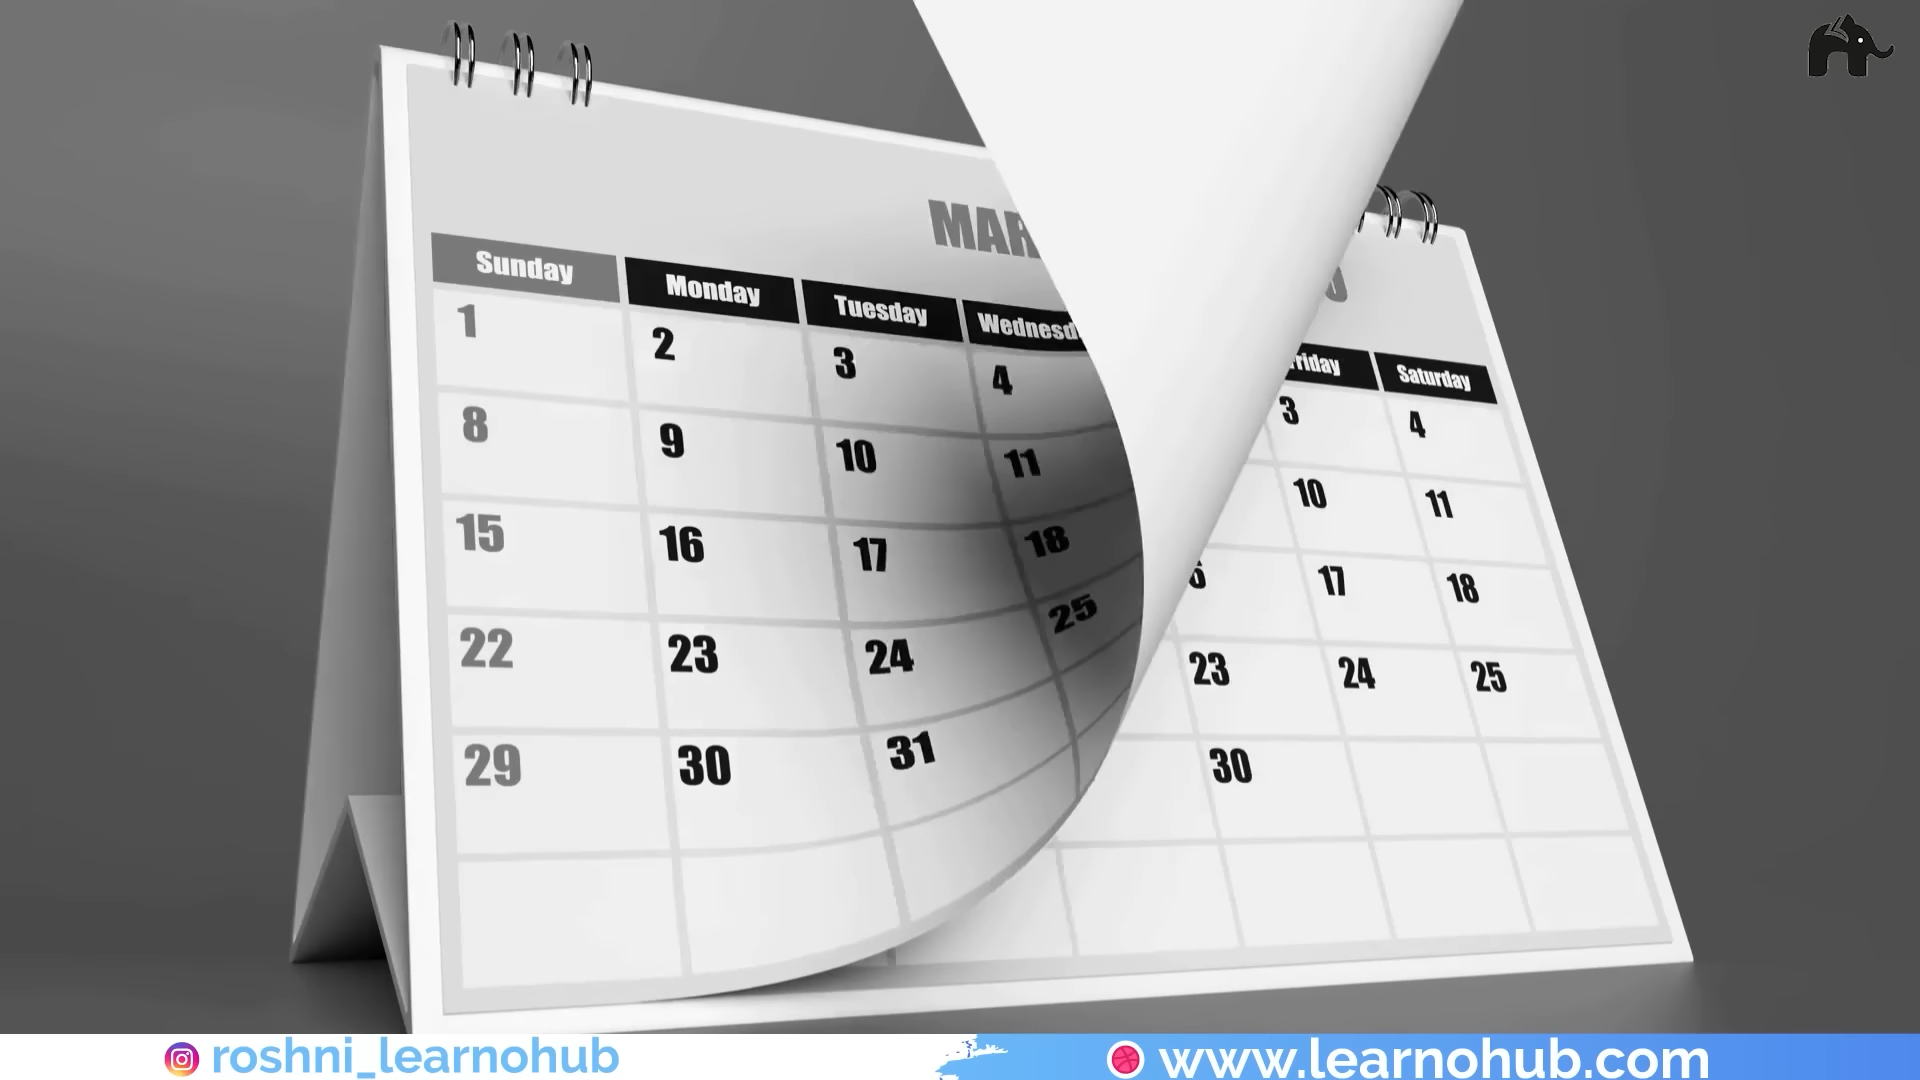 MAR
Sunday Monday Tuesday Wednesd
1 2 3 4
8 9 10 11
15 16 17 18
22 23 24 25
29 30 31
riday Saturday
3 4
10 11
17 18
23 24 25
30
roshni_learnohub
www.learnohub.com